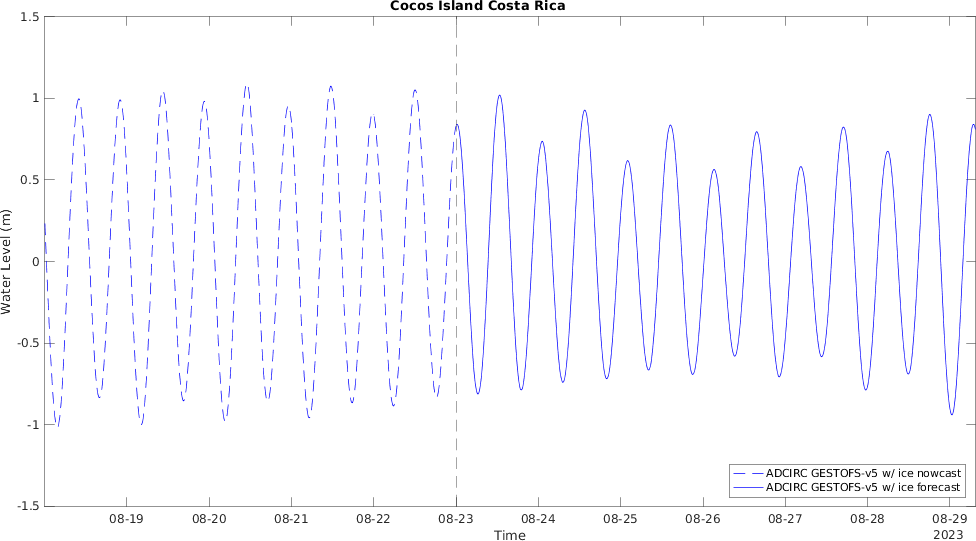 Cocos Island Costa Rica
1.5
1
0.5
0
-0.5
-1
-1.5
Water Level (m)
ADCIRC GESTOFS-v5 w/ ice nowcast
ADCIRC GESTOFS-v5 w/ ice forecast
08-19 08-20 08-21 08-22 08-23 08-24 08-25 08-26 08-27 08-28 08-29
Time
2023